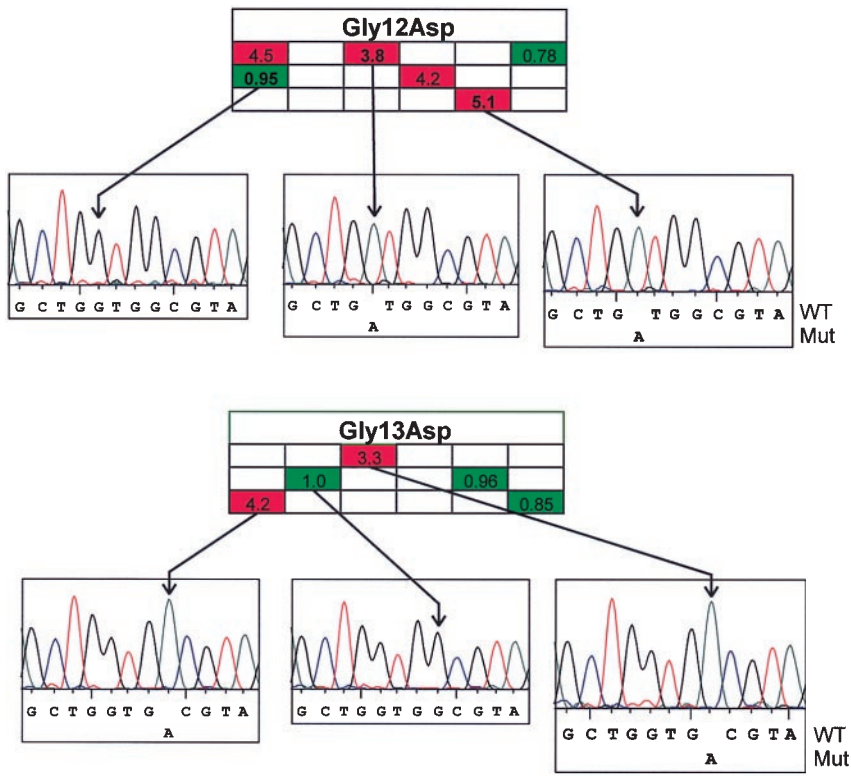 Gly12Asp
4.5 3.8 0.78
0.95 4.2
5.1
G C T G G T G G C G T A
G C T G T G G C G T A
A
G C T G T G G C G T A WT
A Mut
Gly13Asp
3.3
1.0 0.96
4.2 0.85
G C T G G T G C G T A
A
G C T G G T G G C G T A
G C T G G T G C G T A WT
A Mut